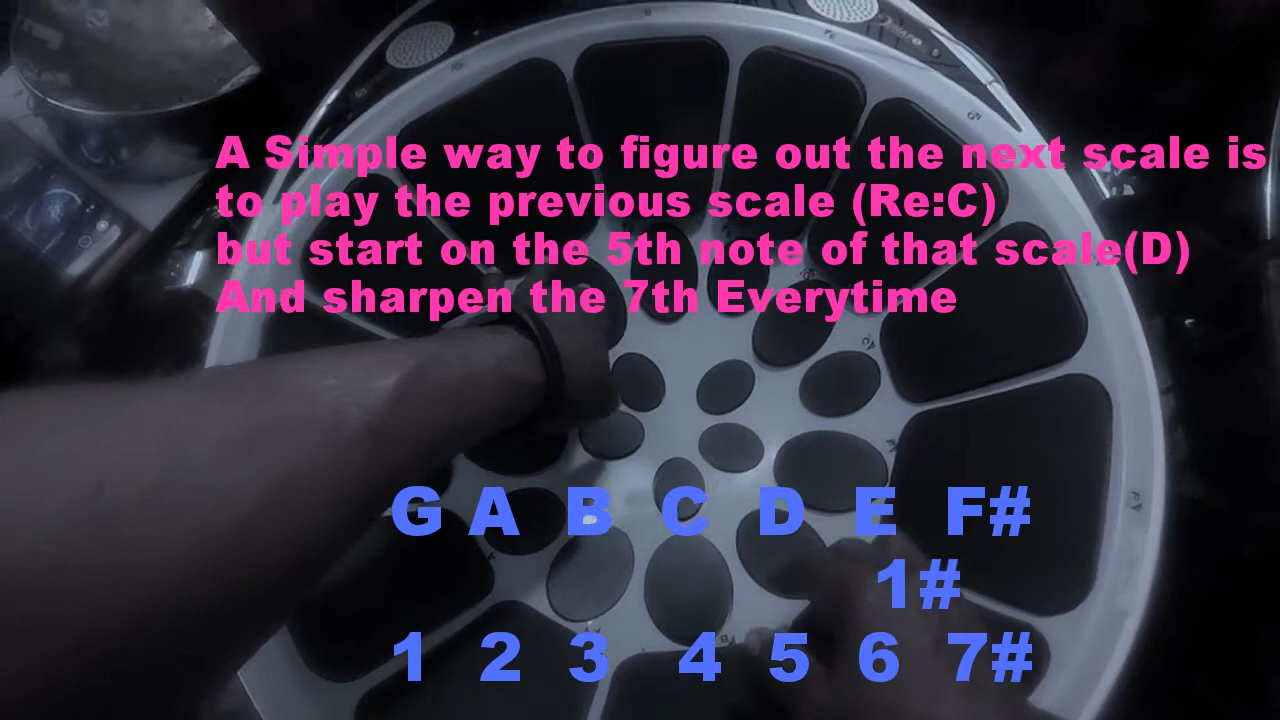 A Simple way to figure out the next scale is
to play the previous scale (Re:C)
but start on the 5th note of that scale(D)
And sharpen the 7th Everytime
G A B C D E F#
1#
1 2 3 4 5 6 7#